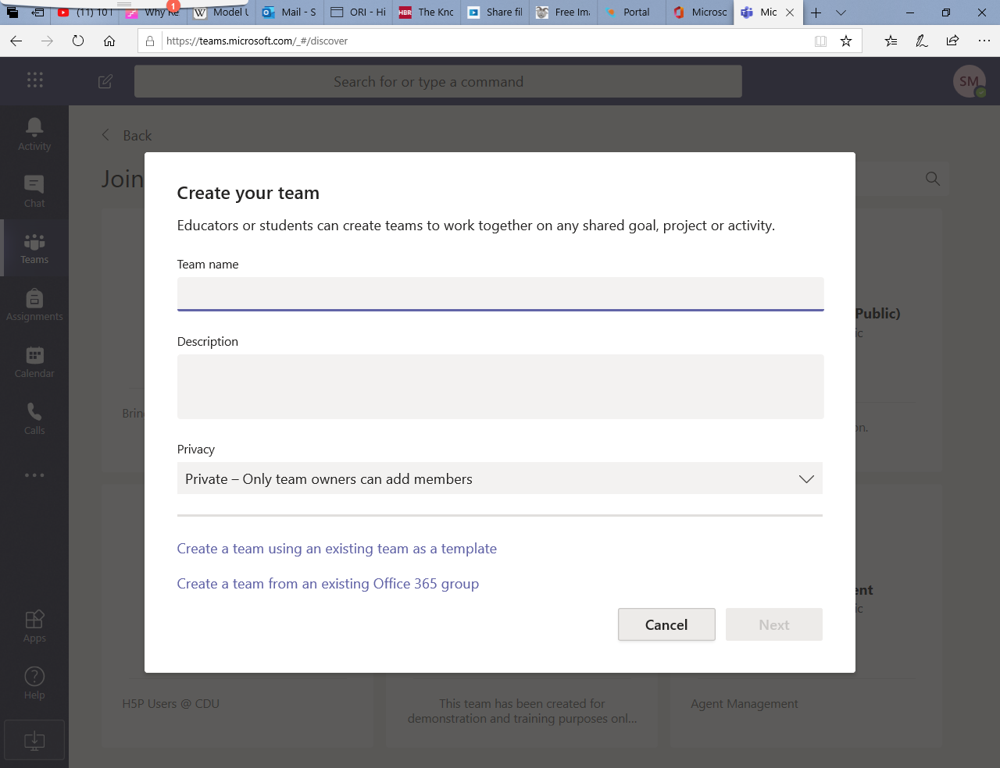 (11) 10 T
Why Re
1
Model U
Mail - S
ORI - Hi
HBR The Knc
Share fil
Free Im
Portal
Microsc
Mic
https://teams.microsoft.com/_#/discover
Search for or type a command
SM
Activity
Chat
Teams
Assignments
Calendar
Calls
Apps
Help
Back
Join
Public)
ic
Brin
on.
ent
ic
H5P Users @ CDU
This team has been created for
demonstration and training purposes onl...
Agent Management
Create your team
Educators or students can create teams to work together on any shared goal, project or activity.
Team name
Description
Privacy
Private – Only team owners can add members
Create a team using an existing team as a template
Create a team from an existing Office 365 group
Cancel
Next